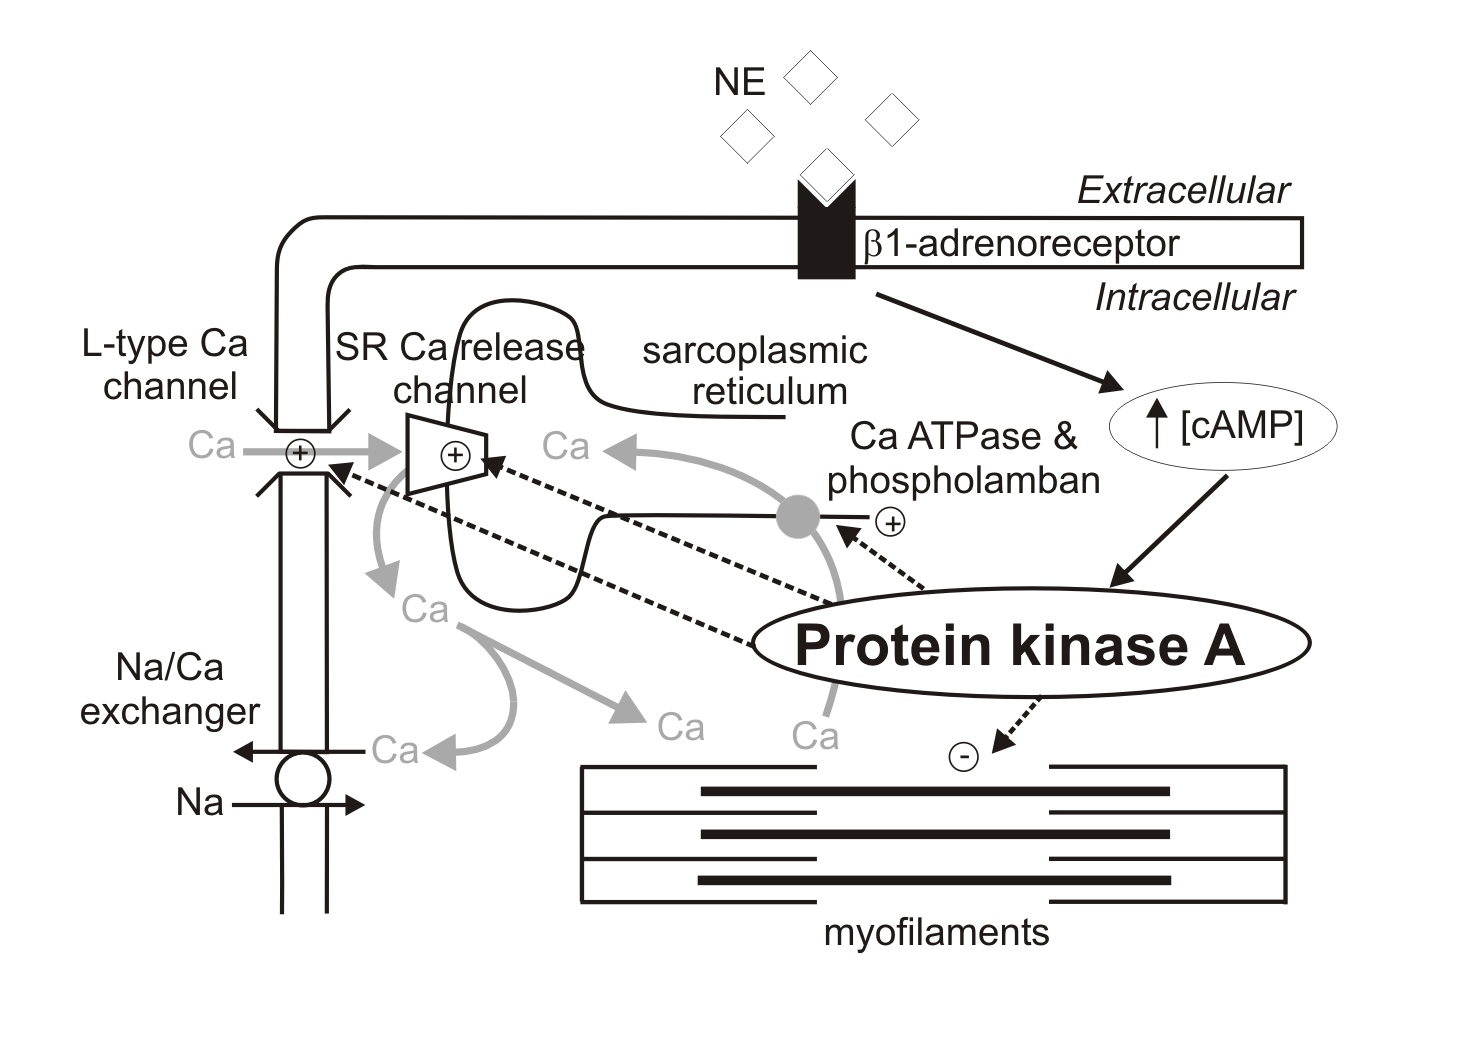 NE
Extracellular
β1-adrenoreceptor
Intracellular
L-type Ca
channel
SR Ca release
channel
sarcoplasmic
reticulum
Ca ATPase &
phospholamban
[cAMP]
Ca
+
+
Ca
+
Ca
Protein kinase A
Na/Ca
exchanger
Ca
Ca
Ca
-
Na
myofilaments